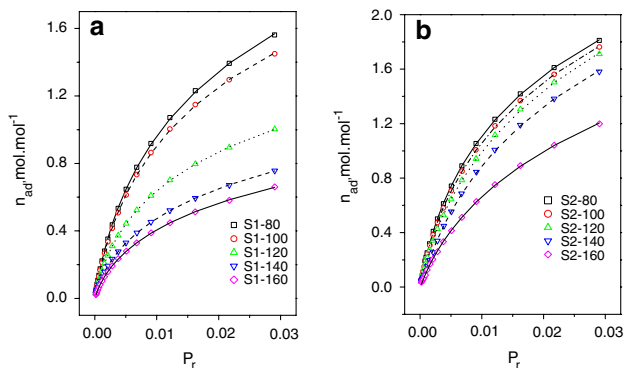 a
n_ad, mol.mol⁻¹
1.6
1.2
0.8
0.4
0.0
S1-80
S1-100
S1-120
S1-140
S1-160
0.00 0.01 0.02 0.03
P_r
b
n_ad, mol.mol⁻¹
2.0
1.6
1.2
0.8
0.4
0.0
S2-80
S2-100
S2-120
S2-140
S2-160
0.00 0.01 0.02 0.03
P_r